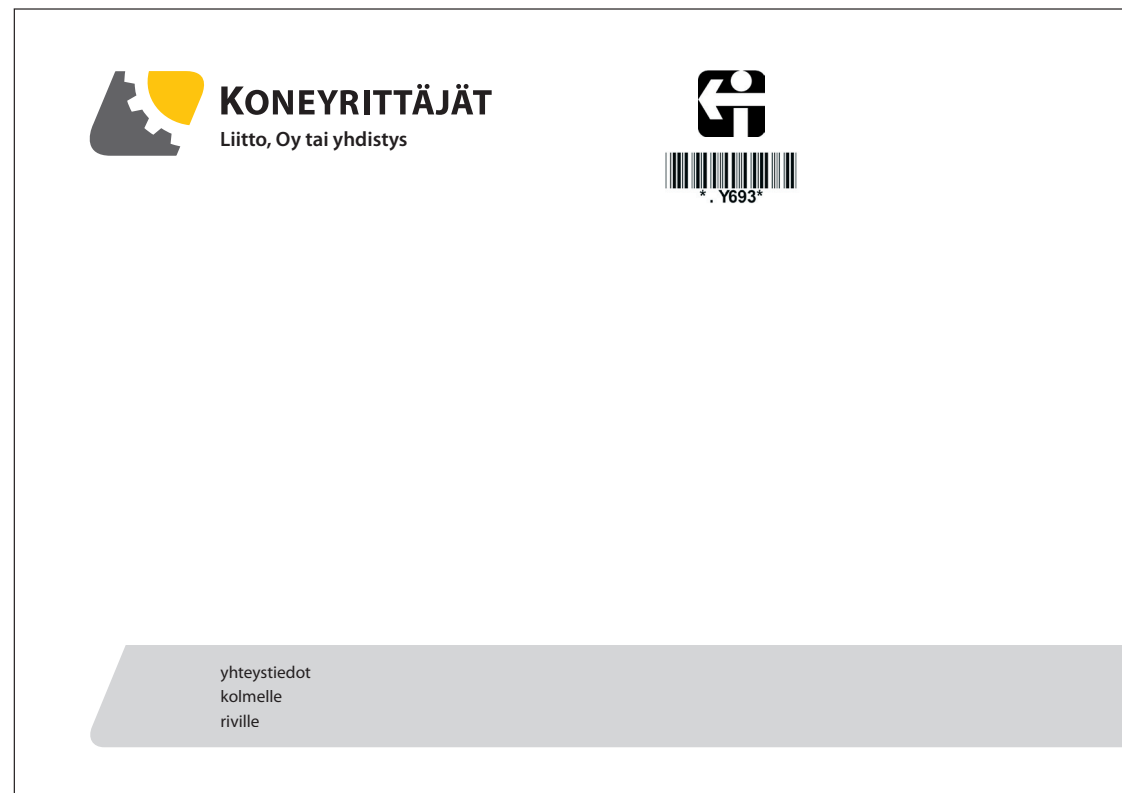 KONEYRITTÄJÄT
Liitto, Oy tai yhdistys
*. Y693*
yhteystiedot
kolmelle
riville